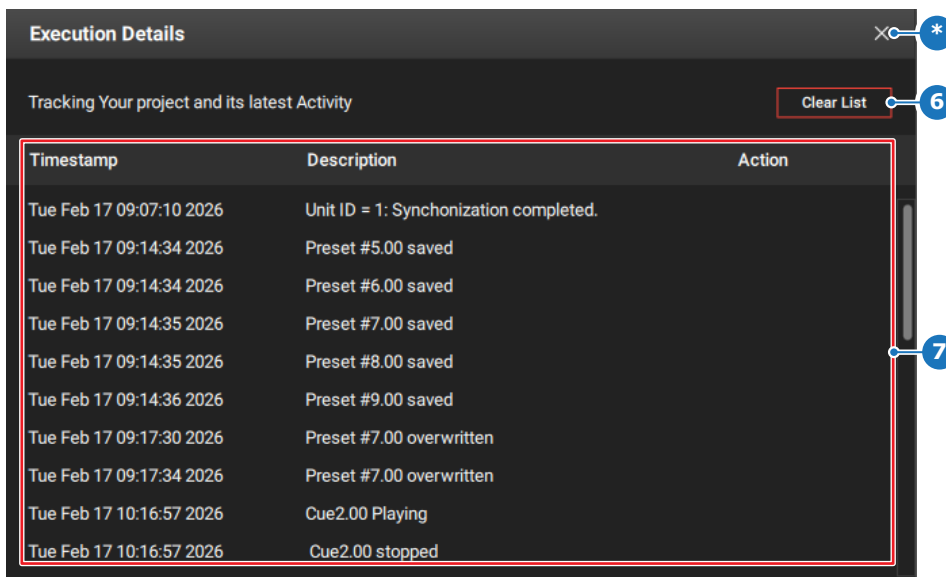 Execution Details
*
Tracking Your project and its latest Activity
Clear List
6
Timestamp Description Action
Tue Feb 17 09:07:10 2026 Unit ID = 1: Synchonization completed.
Tue Feb 17 09:14:34 2026 Preset #5.00 saved
Tue Feb 17 09:14:34 2026 Preset #6.00 saved
Tue Feb 17 09:14:35 2026 Preset #7.00 saved
Tue Feb 17 09:14:35 2026 Preset #8.00 saved
7
Tue Feb 17 09:14:36 2026 Preset #9.00 saved
Tue Feb 17 09:17:30 2026 Preset #7.00 overwritten
Tue Feb 17 09:17:34 2026 Preset #7.00 overwritten
Tue Feb 17 10:16:57 2026 Cue2.00 Playing
Tue Feb 17 10:16:57 2026 Cue2.00 stopped